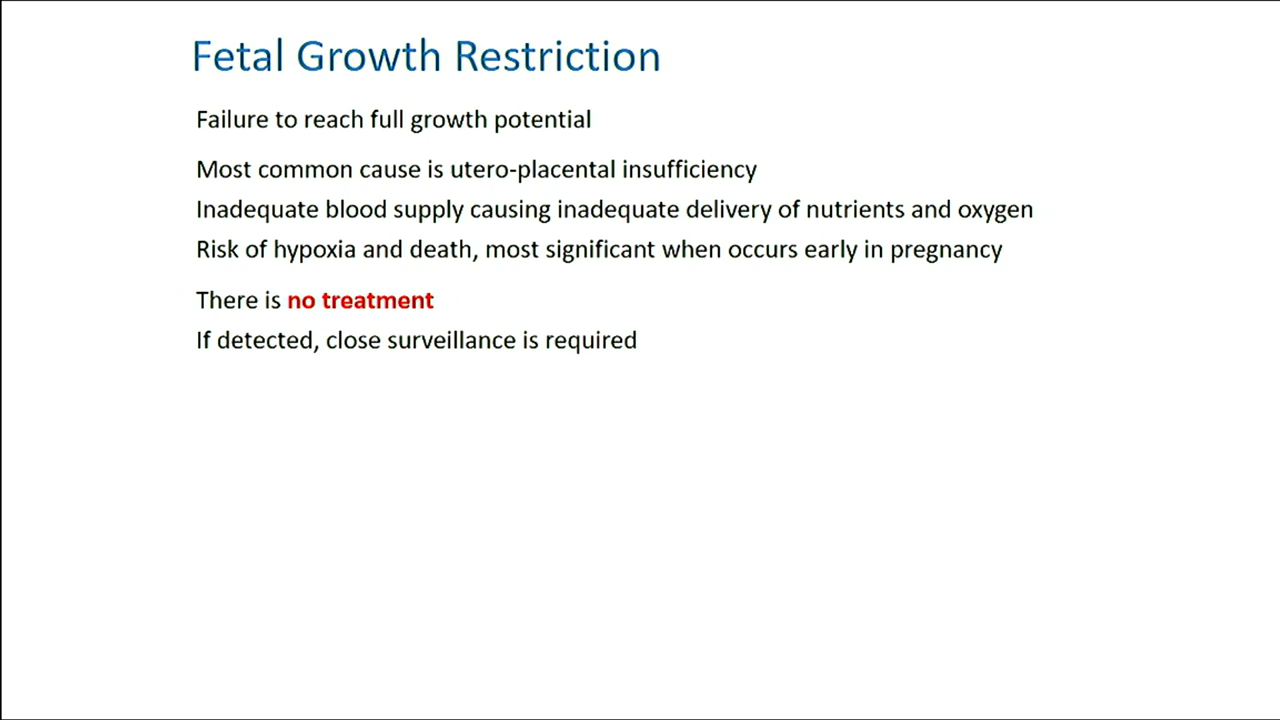 Fetal Growth Restriction
Failure to reach full growth potential
Most common cause is utero-placental insufficiency
Inadequate blood supply causing inadequate delivery of nutrients and oxygen
Risk of hypoxia and death, most significant when occurs early in pregnancy
There is no treatment
If detected, close surveillance is required